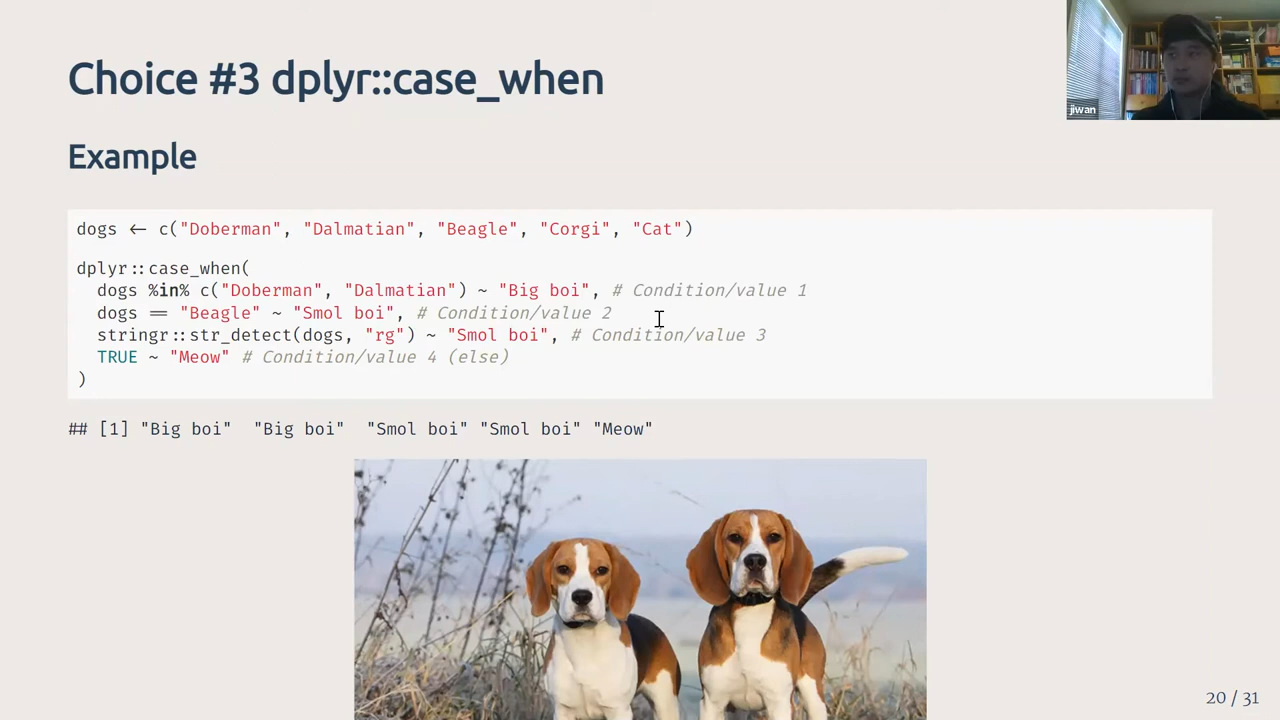 Choice #3 dplyr::case_when
jiwan
Example
dogs <- c("Doberman", "Dalmatian", "Beagle", "Corgi", "Cat")
dplyr::case_when(
dogs %in% c("Doberman", "Dalmatian") ~ "Big boi", # Condition/value 1
dogs == "Beagle" ~ "Smol boi", # Condition/value 2
stringr::str_detect(dogs, "rg") ~ "Smol boi", # Condition/value 3
TRUE ~ "Meow" # Condition/value 4 (else)
)
## [1] "Big boi"  "Big boi"  "Smol boi" "Smol boi" "Meow"
20 / 31